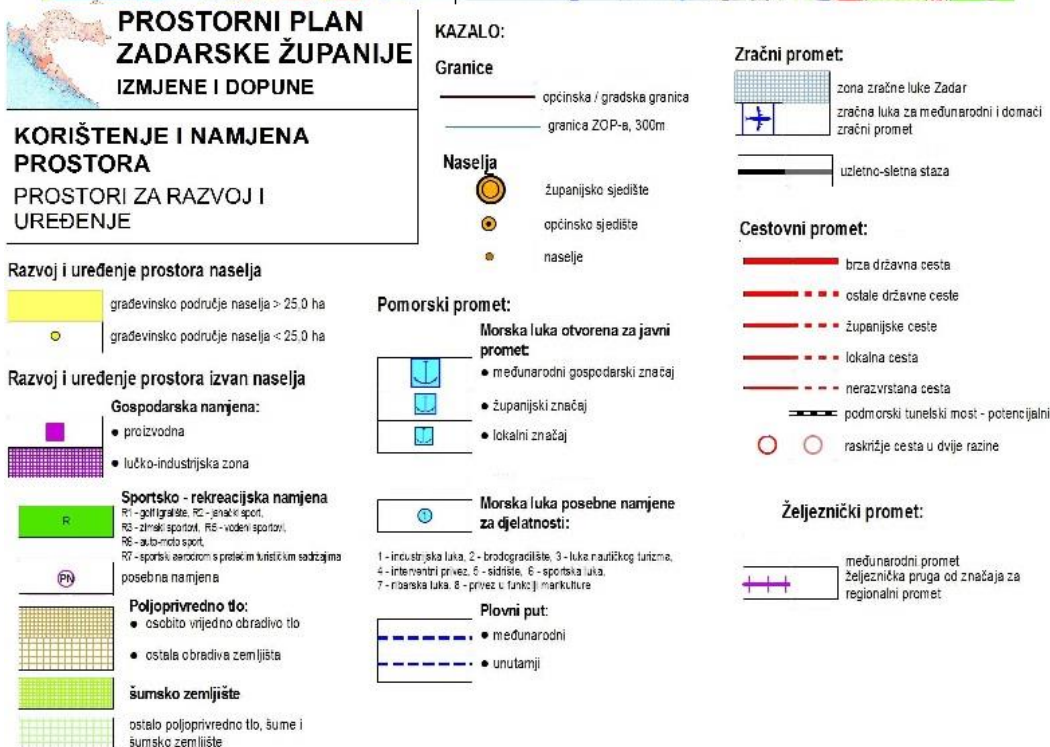 PROSTORNI PLAN
ZADARSKE ŽUPANIJE
IZMJENE I DOPUNE
KORIŠTENJE I NAMJENA
PROSTORA
PROSTORI ZA RAZVOJ I
UREĐENJE
Razvoj i uređenje prostora naselja
građevinsko područje naselja > 25,0 ha
građevinsko područje naselja < 25,0 ha
Razvoj i uređenje prostora izvan naselja
Gospodarska namjena:
● proizvodna
● lučko-industrijska zona
Sportsko - rekreacijska namjena
R
R1 - golf igralište, R2 - jahački sport,
R3 - zimski sportovi, R5 - vodeni sportovi,
R6 - auto-moto sport,
R7 - sportski aerodrom s pratećim turističkim sadržajima
PN
posebna namjena
Poljoprivredno tlo:
● osobito vrijedno obradivo tlo
● ostala obradiva zemljišta
šumsko zemljište
ostalo poljoprivredno tlo, šume i
šumsko zemljište
KAZALO:
Granice
općinska / gradska granica
granica ZOP-a, 300m
Naselja
županijsko sjedište
općinsko sjedište
naselje
Pomorski promet:
Morska luka otvorena za javni
promet:
● međunarodni gospodarski značaj
● županijski značaj
● lokalni značaj
1
Morska luka posebne namjene
za djelatnosti:
1 - industrijska luka, 2 - brodogradilište, 3 - luka nautičkog turizma,
4 - interventni privez, 5 - sidrište, 6 - sportska luka,
7 - ribarska luka, 8 - privez u funkciji marikulture
Plovni put:
● međunarodni
● unutarnji
Zračni promet:
zona zračne luke Zadar
zračna luka za međunarodni i domaći
zračni promet
uzletno-sletna staza
Cestovni promet:
brza državna cesta
ostale državne ceste
županijske ceste
lokalna cesta
nerazvrstana cesta
podmorski tunelski most - potencijalni
raskrižje cesta u dvije razine
Željeznički promet:
međunarodni promet
željeznička pruga od značaja za
regionalni promet